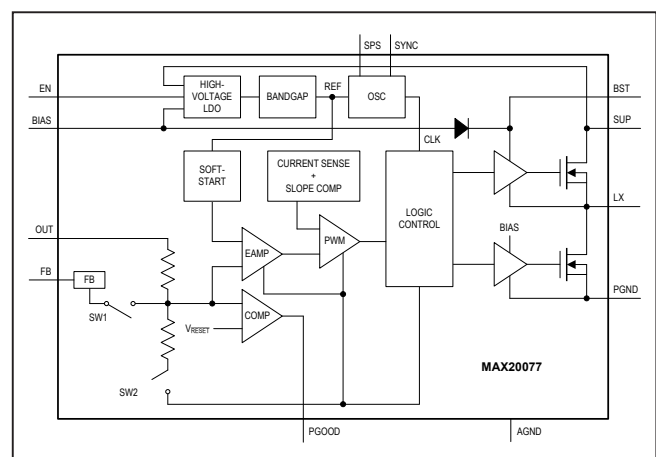 SPS SYNC
EN
HIGH-
VOLTAGE
LDO
BANDGAP
REF
OSC
BST
BIAS
SUP
CLK
SOFT-
START
CURRENT SENSE
+
SLOPE COMP
LOGIC
CONTROL
LX
OUT
EAMP
PWM
BIAS
FB
FB
SW1
COMP
PGND
VRESET
MAX20077
SW2
PGOOD
AGND